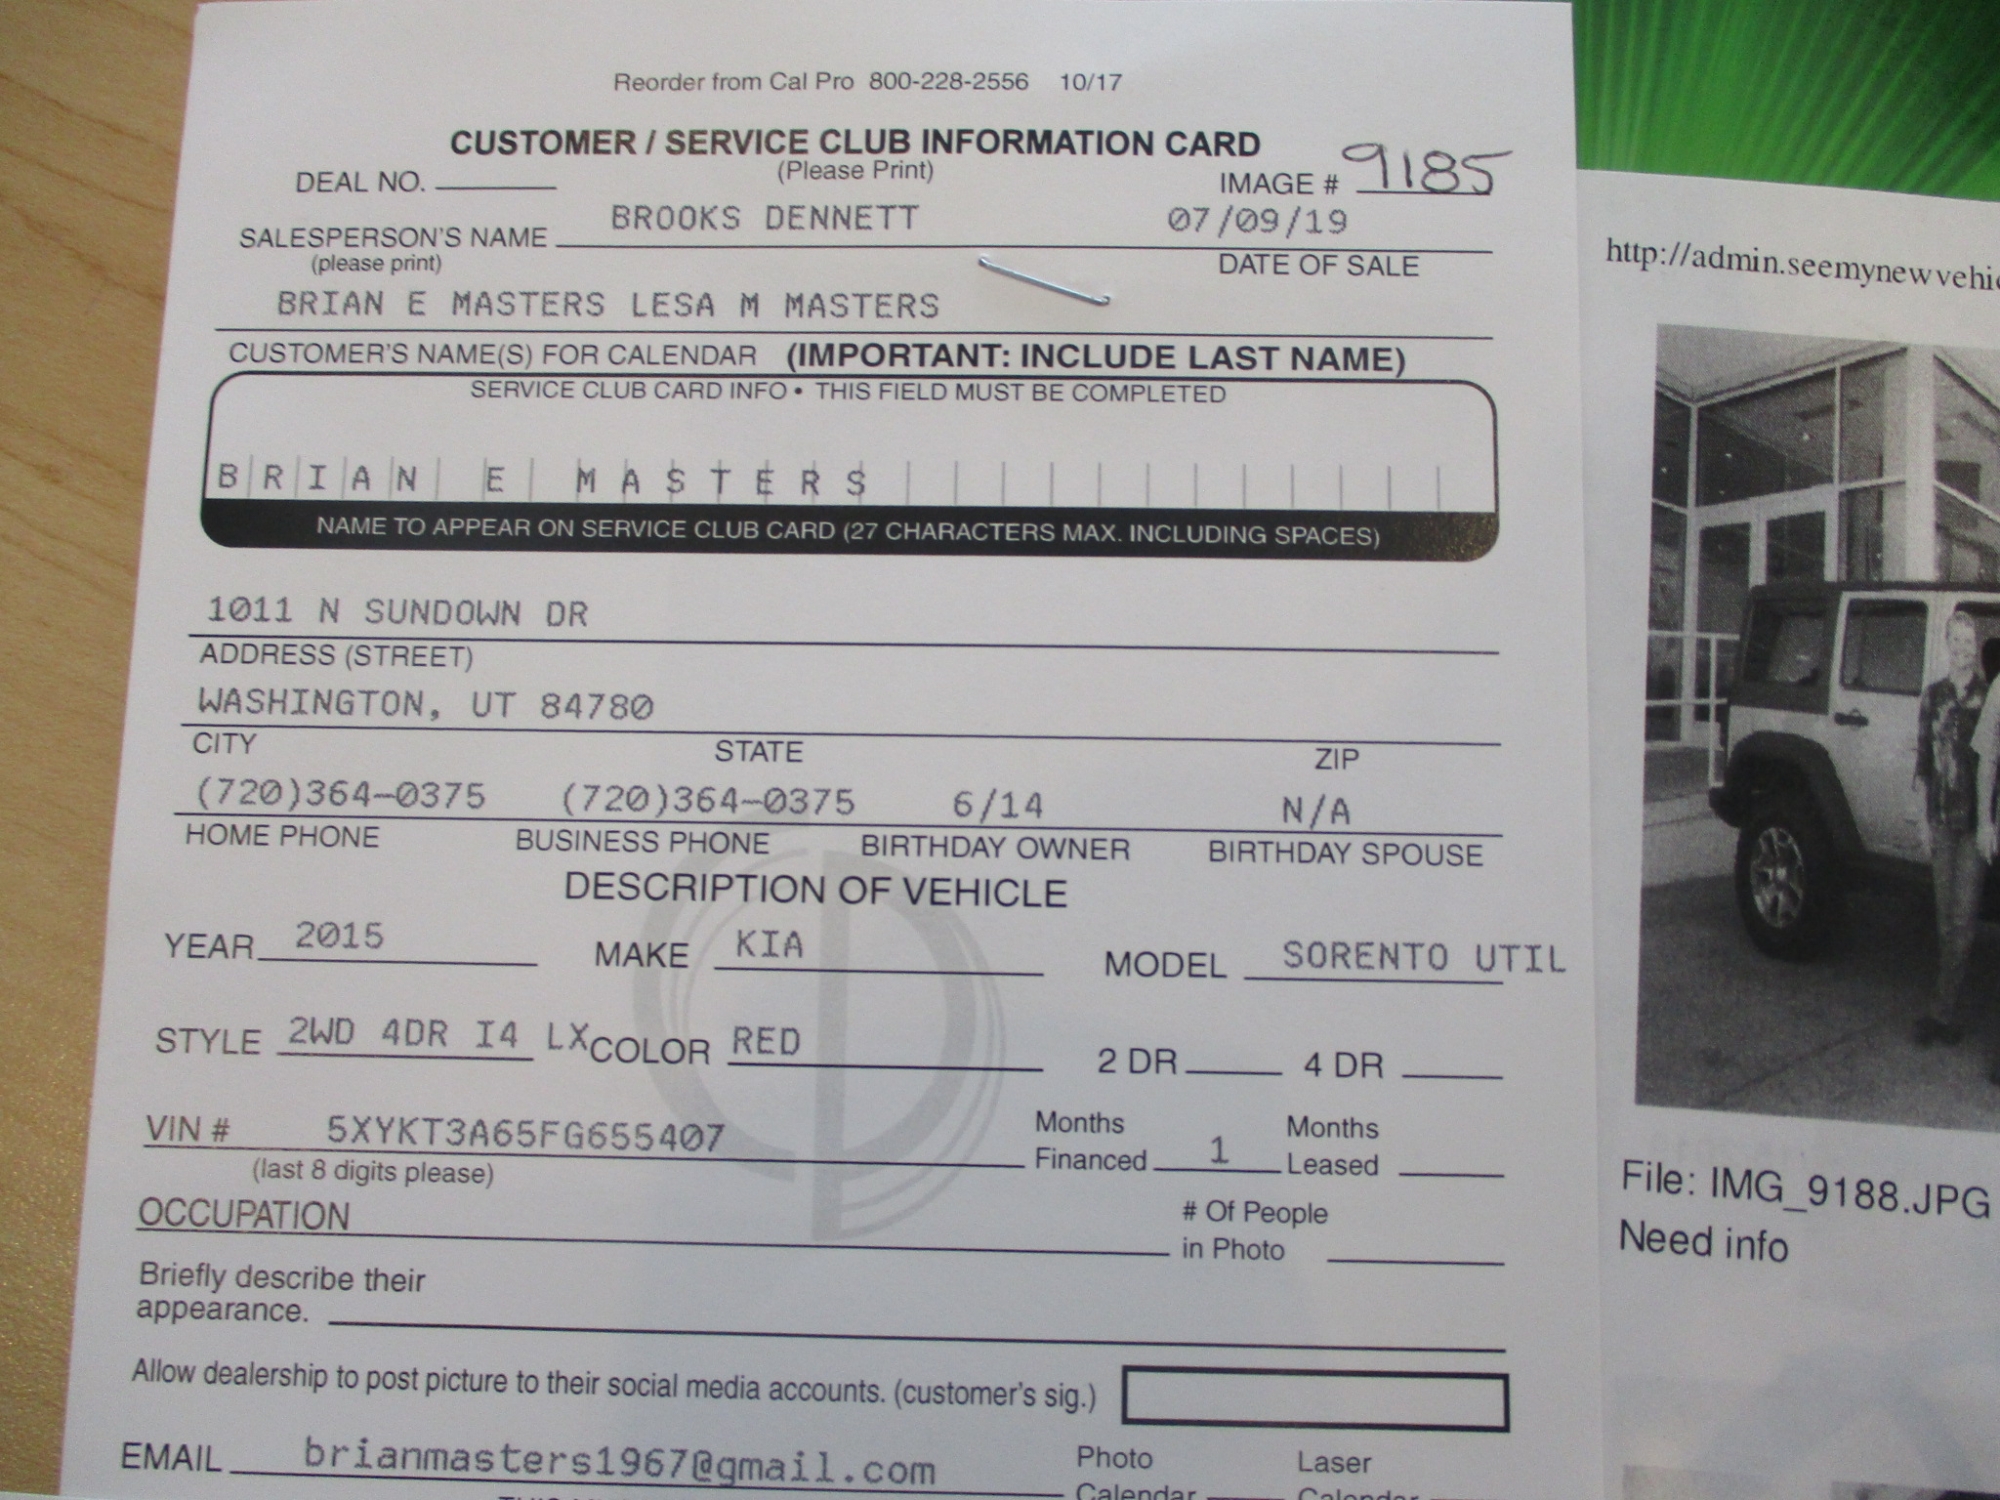 Reorder from Cal Pro 800-228-2556 10/17
CUSTOMER / SERVICE CLUB INFORMATION CARD
(Please Print)
DEAL NO.
IMAGE # 9185
SALESPERSON'S NAME BROOKS DENNETT 07/09/19
(please print)
DATE OF SALE
BRIAN E MASTERS LESA M MASTERS
CUSTOMER'S NAME(S) FOR CALENDAR (IMPORTANT: INCLUDE LAST NAME)
SERVICE CLUB CARD INFO • THIS FIELD MUST BE COMPLETED
BRIAN E MASTERS
NAME TO APPEAR ON SERVICE CLUB CARD (27 CHARACTERS MAX. INCLUDING SPACES)
1011 N SUNDOWN DR
ADDRESS (STREET)
WASHINGTON, UT 84780
CITY STATE ZIP
(720)364-0375 (720)364-0375 6/14 N/A
HOME PHONE BUSINESS PHONE BIRTHDAY OWNER BIRTHDAY SPOUSE
DESCRIPTION OF VEHICLE
YEAR 2015 MAKE KIA MODEL SORENTO UTIL
STYLE 2WD 4DR I4 LX COLOR RED 2 DR 4 DR
VIN # 5XYKT3A65FG655407
(last 8 digits please)
Months Financed 1 Months Leased
OCCUPATION
# Of People in Photo
Briefly describe their
appearance.
Allow dealership to post picture to their social media accounts. (customer's sig.)
EMAIL brianmasters1967@gmail.com
Photo Calendar
Laser Calendar
http://admin.seemynewvehic
File: IMG_9188.JPG
Need info